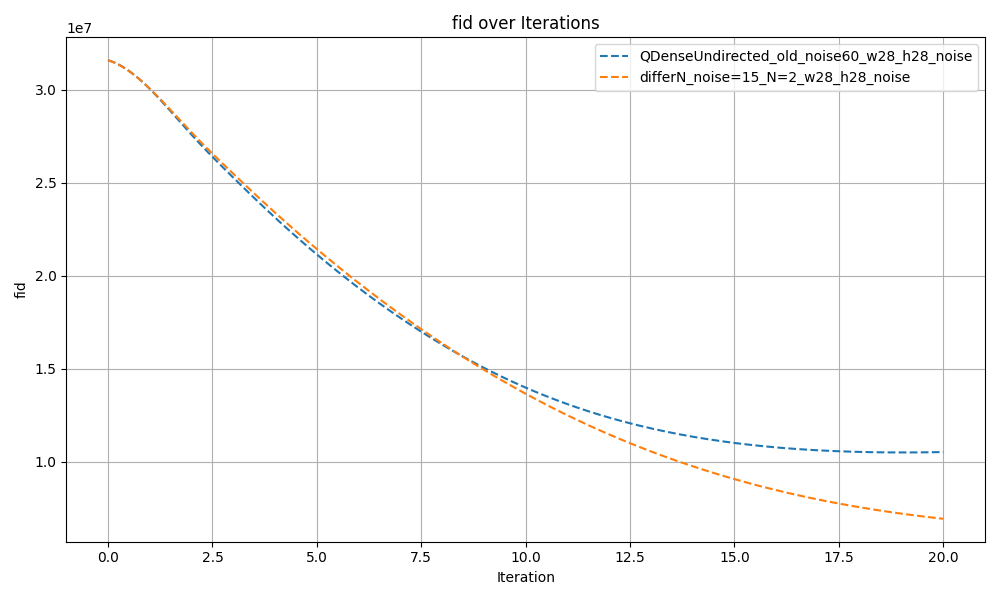 fid over Iterations
1e7
QDenseUndirected_old_noise60_w28_h28_noise
differN_noise=15_N=2_w28_h28_noise
3.0
2.5
2.0
1.5
1.0
fid
0.0 2.5 5.0 7.5 10.0 12.5 15.0 17.5 20.0
Iteration